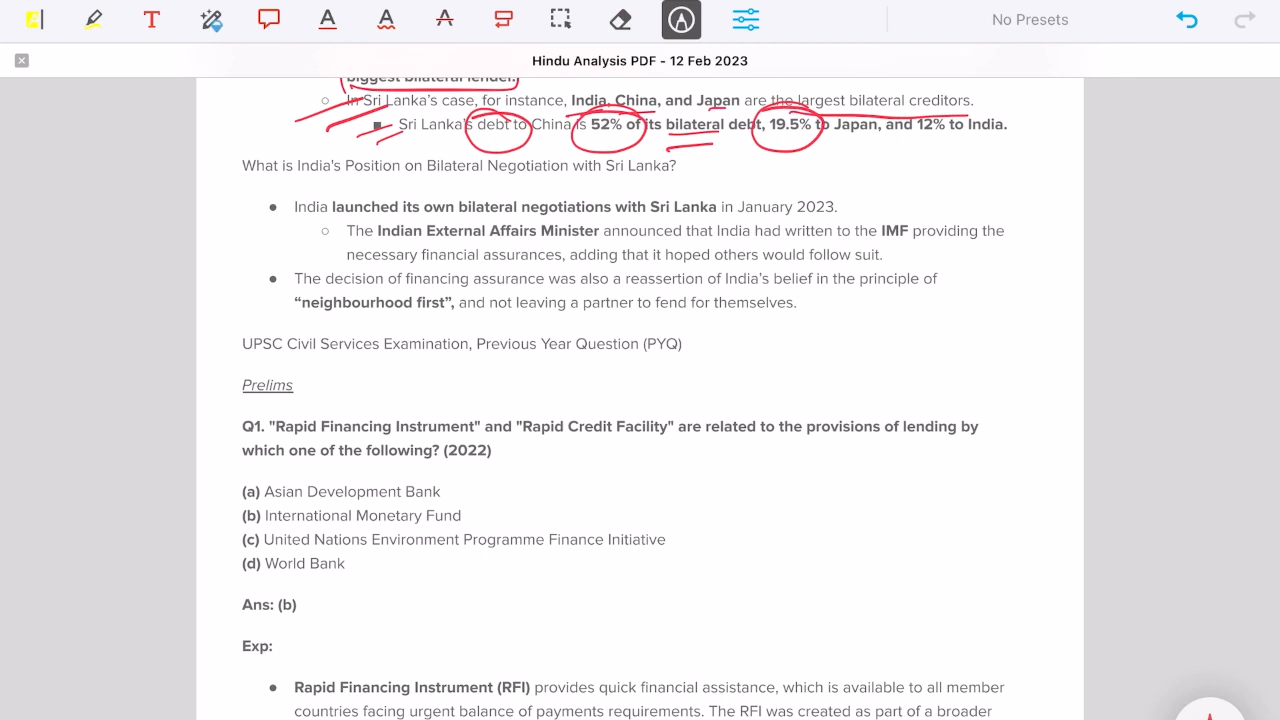 No Presets
Hindu Analysis PDF - 12 Feb 2023
biggest bilateral lender.
In Sri Lanka's case, for instance, India, China, and Japan are the largest bilateral creditors.
Sri Lanka's debt to China is 52% of its bilateral debt, 19.5% to Japan, and 12% to India.
What is India's Position on Bilateral Negotiation with Sri Lanka?
India launched its own bilateral negotiations with Sri Lanka in January 2023.
The Indian External Affairs Minister announced that India had written to the IMF providing the
necessary financial assurances, adding that it hoped others would follow suit.
The decision of financing assurance was also a reassertion of India's belief in the principle of
“neighbourhood first”, and not leaving a partner to fend for themselves.
UPSC Civil Services Examination, Previous Year Question (PYQ)
Prelims
Q1. "Rapid Financing Instrument" and "Rapid Credit Facility" are related to the provisions of lending by
which one of the following? (2022)
(a) Asian Development Bank
(b) International Monetary Fund
(c) United Nations Environment Programme Finance Initiative
(d) World Bank
Ans: (b)
Exp:
Rapid Financing Instrument (RFI) provides quick financial assistance, which is available to all member
countries facing urgent balance of payments requirements. The RFI was created as part of a broader